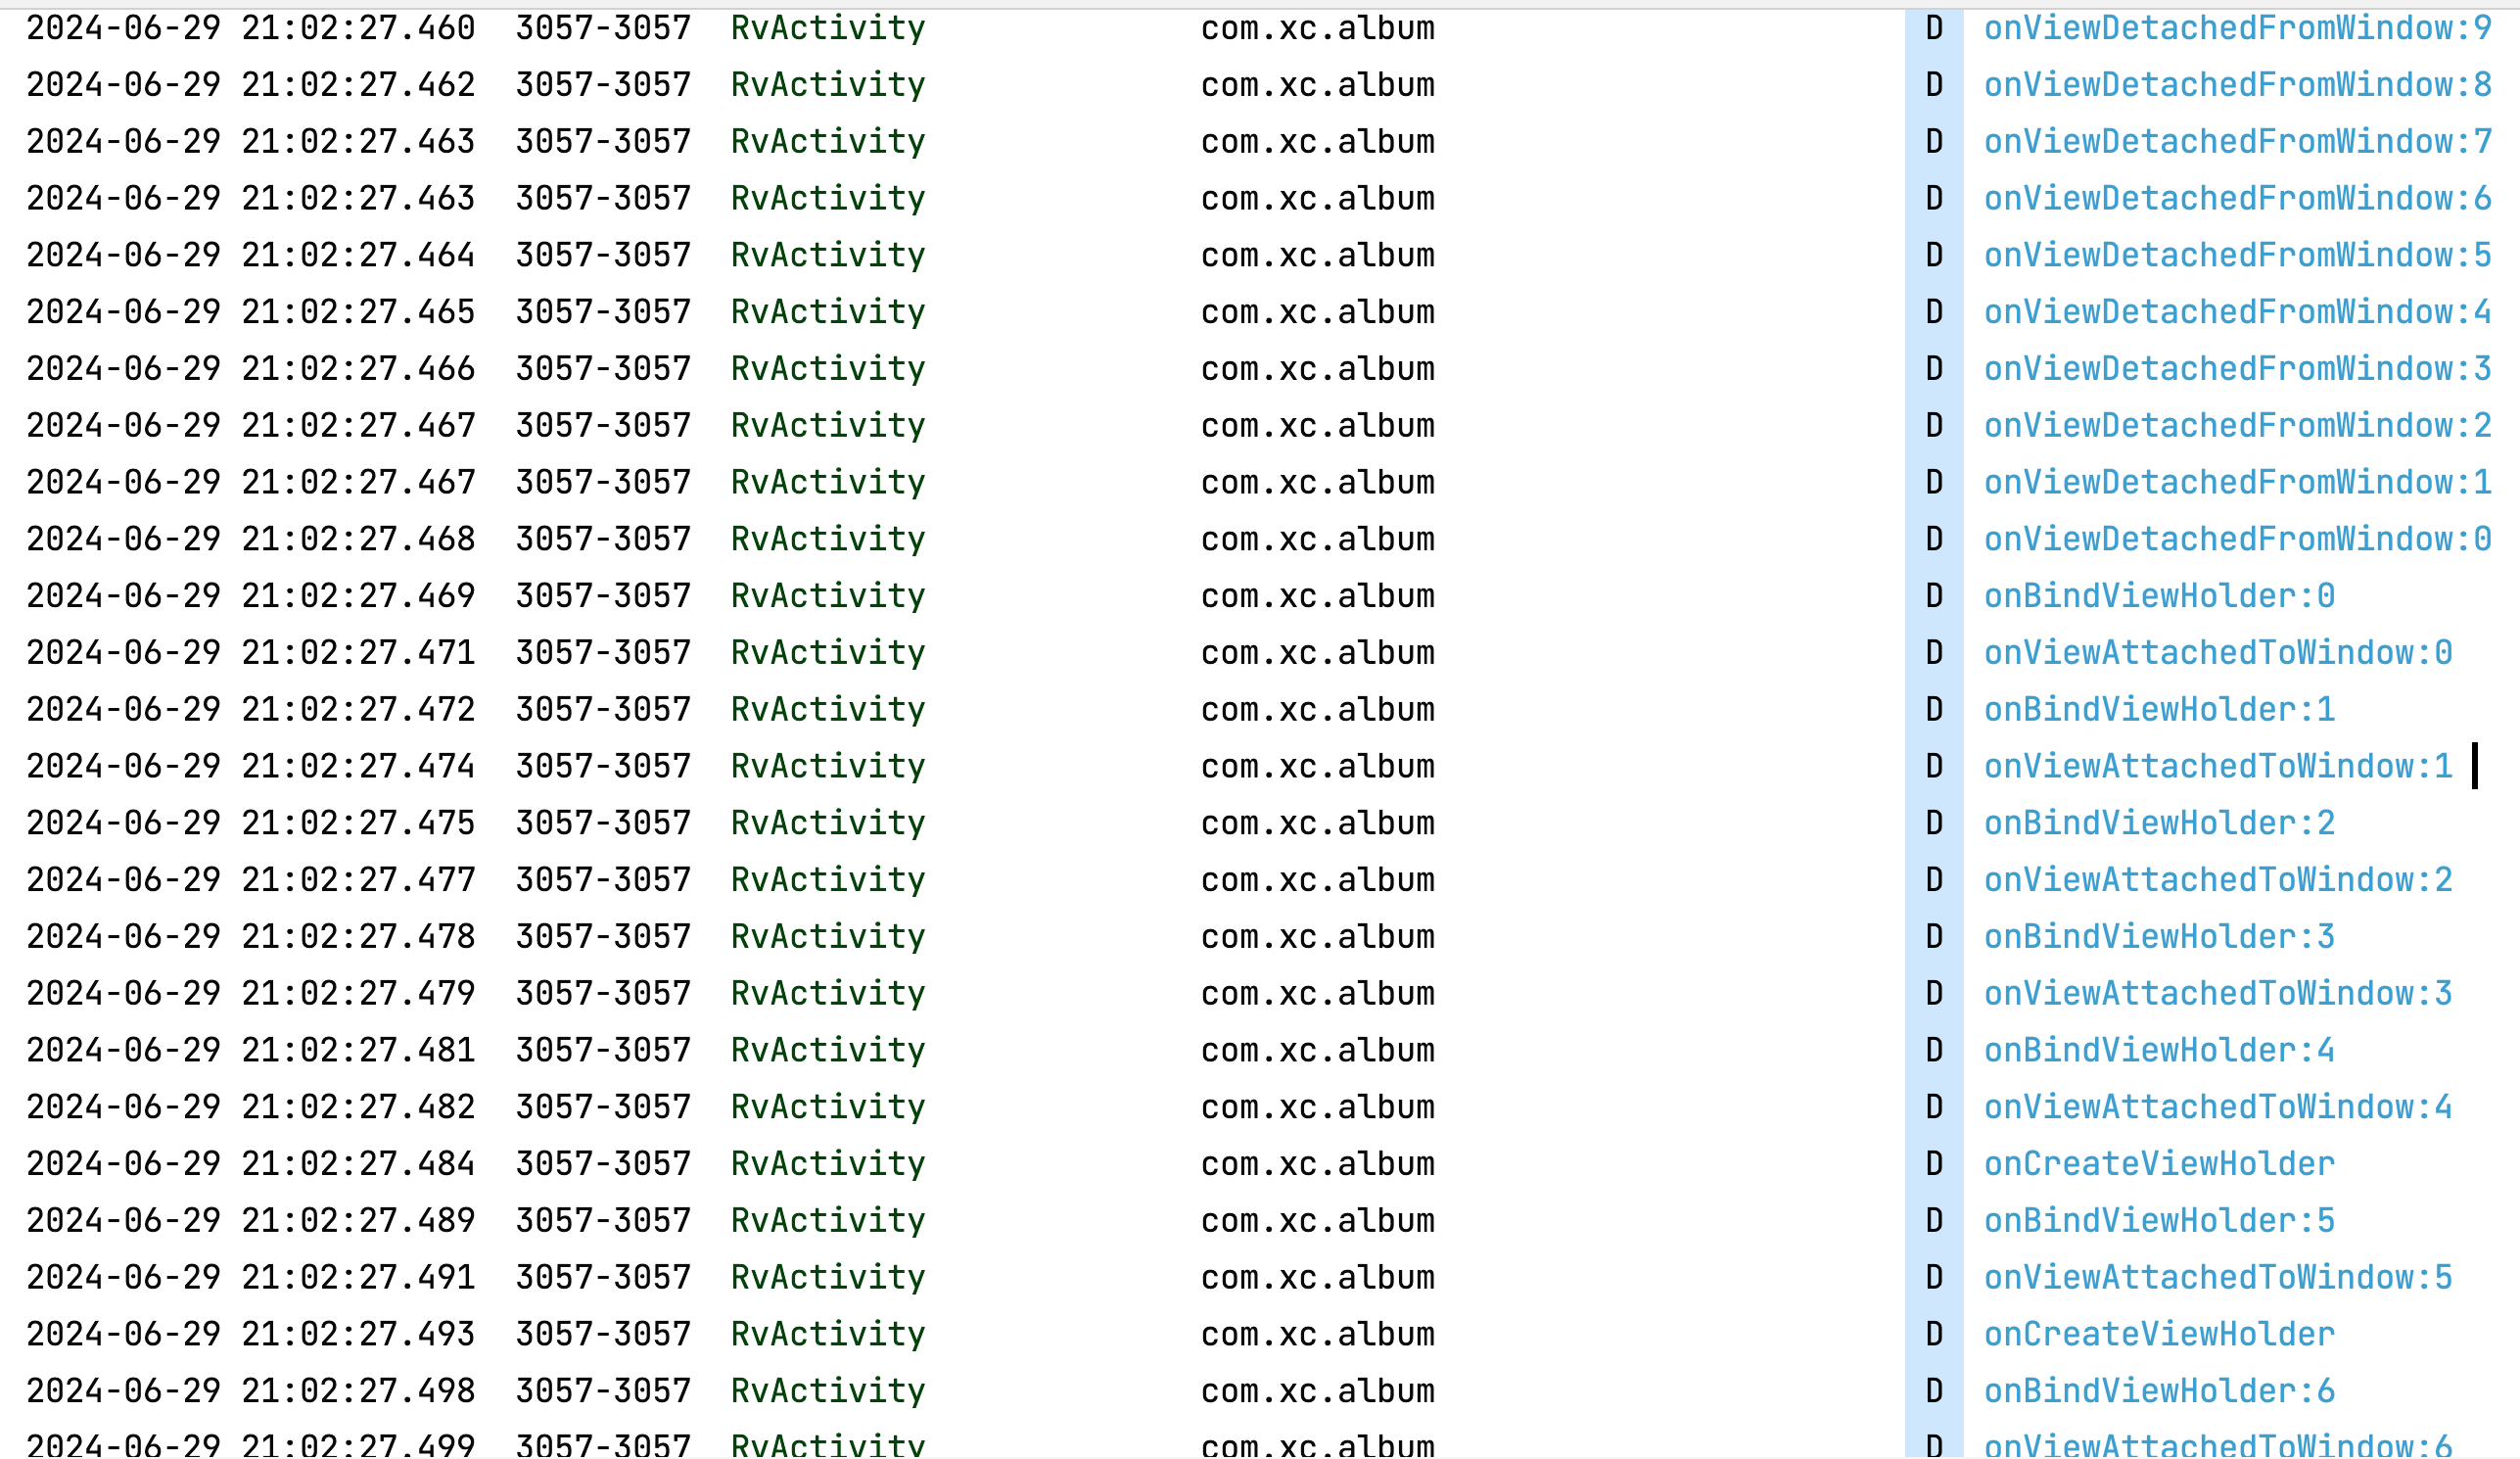 2024-06-29 21:02:27.460 3057-3057 RvActivity com.xc.album D onViewDetachedFromWindow:9
2024-06-29 21:02:27.462 3057-3057 RvActivity com.xc.album D onViewDetachedFromWindow:8
2024-06-29 21:02:27.463 3057-3057 RvActivity com.xc.album D onViewDetachedFromWindow:7
2024-06-29 21:02:27.463 3057-3057 RvActivity com.xc.album D onViewDetachedFromWindow:6
2024-06-29 21:02:27.464 3057-3057 RvActivity com.xc.album D onViewDetachedFromWindow:5
2024-06-29 21:02:27.465 3057-3057 RvActivity com.xc.album D onViewDetachedFromWindow:4
2024-06-29 21:02:27.466 3057-3057 RvActivity com.xc.album D onViewDetachedFromWindow:3
2024-06-29 21:02:27.467 3057-3057 RvActivity com.xc.album D onViewDetachedFromWindow:2
2024-06-29 21:02:27.467 3057-3057 RvActivity com.xc.album D onViewDetachedFromWindow:1
2024-06-29 21:02:27.468 3057-3057 RvActivity com.xc.album D onViewDetachedFromWindow:0
2024-06-29 21:02:27.469 3057-3057 RvActivity com.xc.album D onBindViewHolder:0
2024-06-29 21:02:27.471 3057-3057 RvActivity com.xc.album D onViewAttachedToWindow:0
2024-06-29 21:02:27.472 3057-3057 RvActivity com.xc.album D onBindViewHolder:1
2024-06-29 21:02:27.474 3057-3057 RvActivity com.xc.album D onViewAttachedToWindow:1
2024-06-29 21:02:27.475 3057-3057 RvActivity com.xc.album D onBindViewHolder:2
2024-06-29 21:02:27.477 3057-3057 RvActivity com.xc.album D onViewAttachedToWindow:2
2024-06-29 21:02:27.478 3057-3057 RvActivity com.xc.album D onBindViewHolder:3
2024-06-29 21:02:27.479 3057-3057 RvActivity com.xc.album D onViewAttachedToWindow:3
2024-06-29 21:02:27.481 3057-3057 RvActivity com.xc.album D onBindViewHolder:4
2024-06-29 21:02:27.482 3057-3057 RvActivity com.xc.album D onViewAttachedToWindow:4
2024-06-29 21:02:27.484 3057-3057 RvActivity com.xc.album D onCreateViewHolder
2024-06-29 21:02:27.489 3057-3057 RvActivity com.xc.album D onBindViewHolder:5
2024-06-29 21:02:27.491 3057-3057 RvActivity com.xc.album D onViewAttachedToWindow:5
2024-06-29 21:02:27.493 3057-3057 RvActivity com.xc.album D onCreateViewHolder
2024-06-29 21:02:27.498 3057-3057 RvActivity com.xc.album D onBindViewHolder:6
2024-06-29 21:02:27.499 3057-3057 RvActivity com.xc.album D onViewAttachedToWindow:6